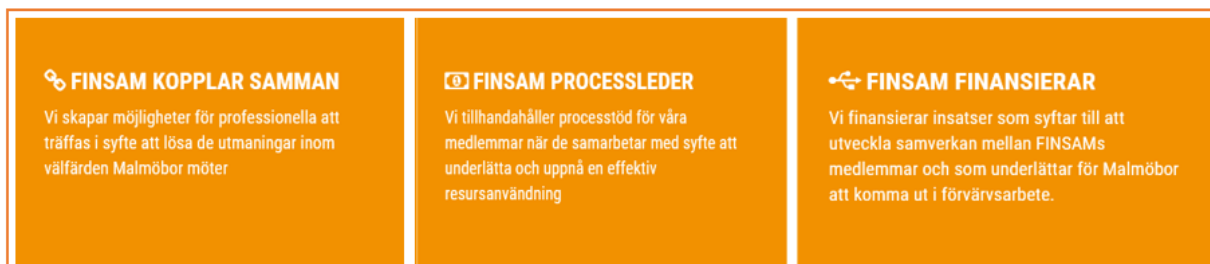 FINSAM KOPPLAR SAMMAN
Vi skapar möjligheter för professionella att
träffas i syfte att lösa de utmaningar inom
välfärden Malmöbor möter
FINSAM PROCESSLEDER
Vi tillhandahåller processtöd för våra
medlemmar när de samarbetar med syfte att
underlätta och uppnå en effektiv
resursanvändning
FINSAM FINANSIERAR
Vi finansierar insatser som syftar till att
utveckla samverkan mellan FINSAMs
medlemmar och som underlättar för Malmöbor
att komma ut i förvärvsarbete.